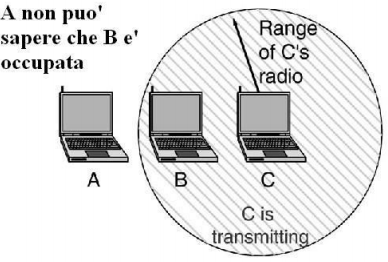 A non puo'
sapere che B e'
occupata
Range
of C's
radio
A
B
C
C is
transmitting